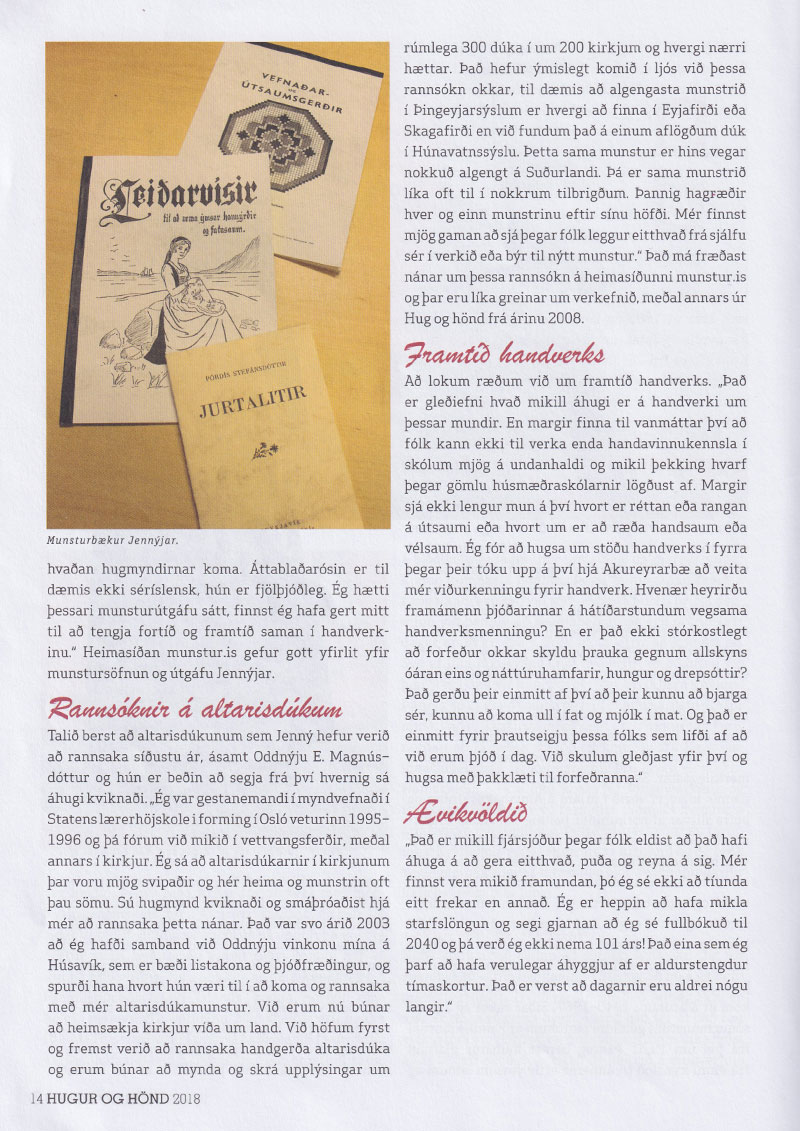 VEFNAÐAR-
OG
ÚTSAUMSGERÐIR
Leiðarvísir
til að nema ýmsar hannyrðir
og fatasaum.
ÞÓRDÍS STEFÁNSDÓTTIR
JURTALITIR
Munsturbækur Jennýjar.
hvaðan hugmyndirnar koma. Áttablaðarósin er til
dæmis ekki séríslensk, hún er fjölþjóðleg. Ég hætti
þessari munsturútgáfu sátt, finnst ég hafa gert mitt
til að tengja fortíð og framtíð saman í handverk-
inu.“ Heimasíðan munstur.is gefur gott yfirlit yfir
munstursöfnun og útgáfu Jennýjar.
Rannsóknir á altarisdúkum
Talið berst að altarisdúkunum sem Jenný hefur verið
að rannsaka síðustu ár, ásamt Oddnýju E. Magnús-
dóttur og hún er beðin að segja frá því hvernig sá
áhugi kviknaði. „Ég var gestanemandi í myndvefnaði í
Statens lærerhöjskole i forming í Osló veturinn 1995-
1996 og þá fórum við mikið í vettvangsferðir, meðal
annars í kirkjur. Ég sá að altarisdúkarnir í kirkjunum
þar voru mjög svipaðir og hér heima og munstrin oft
þau sömu. Sú hugmynd kviknaði og smáþróaðist hjá
mér að rannsaka þetta nánar. Það var svo árið 2003
að ég hafði samband við Oddnýju vinkonu mína á
Húsavík, sem er bæði listakona og þjóðfræðingur, og
spurði hana hvort hún væri til í að koma og rannsaka
með mér altarisdúkamunstur. Við erum nú búnar
að heimsækja kirkjur víða um land. Við höfum fyrst
og fremst verið að rannsaka handgerða altarisdúka
og erum búnar að mynda og skrá upplýsingar um
rúmlega 300 dúka í um 200 kirkjum og hvergi nærri
hættar. Það hefur ýmislegt komið í ljós við þessa
rannsókn okkar, til dæmis að algengasta munstrið
í Þingeyjarsýslum er hvergi að finna í Eyjafirði eða
Skagafirði en við fundum það á einum aflögðum dúk
í Húnavatnssýslu. Þetta sama munstur er hins vegar
nokkuð algengt á Suðurlandi. Þá er sama munstrið
líka oft til í nokkrum tilbrigðum. Þannig hagræðir
hver og einn munstrinu eftir sínu höfði. Mér finnst
mjög gaman að sjá þegar fólk leggur eitthvað frá sjálfu
sér í verkið eða býr til nýtt munstur.“ Það má fræðast
nánar um þessa rannsókn á heimasíðunni munstur.is
og þar eru líka greinar um verkefnið, meðal annars úr
Hug og hönd frá árinu 2008.
Framtíð handverks
Að lokum ræðum við um framtíð handverks. „Það
er gleðiefni hvað mikill áhugi er á handverki um
þessar mundir. En margir finna til vanmáttar því að
fólk kann ekki til verka enda handavinnukennsla í
skólum mjög á undanhaldi og mikil þekking hvarf
þegar gömlu húsmæðraskólarnir lögðust af. Margir
sjá ekki lengur mun á því hvort er réttan eða rangan
á útsaumi eða hvort um er að ræða handsaum eða
vélsaum. Ég fór að hugsa um stöðu handverks í fyrra
þegar þeir tóku upp á því hjá Akureyrarbæ að veita
mér viðurkenningu fyrir handverk. Hvenær heyrirðu
framámenn þjóðarinnar á hátíðarstundum vegsama
handverksmenningu? En er það ekki stórkostlegt
að forfeður okkar skyldu þrauka gegnum allskyns
óáran eins og náttúruhamfarir, hungur og drepsóttir?
Það gerðu þeir einmitt af því að þeir kunnu að bjarga
sér, kunnu að koma ull í fat og mjólk í mat. Og það er
einmitt fyrir þrautseigju þessa fólks sem lifði af að
við erum þjóð í dag. Við skulum gleðjast yfir því og
hugsa með þakklæti til forfeðranna.“
Ævikvöldið
„Það er mikill fjársjóður þegar fólk eldist að það hafi
áhuga á að gera eitthvað, puða og reyna á sig. Mér
finnst vera mikið framundan, þó ég sé ekki að tíunda
eitt frekar en annað. Ég er heppin að hafa mikla
starfslöngun og segi gjarnan að ég sé fullbókuð til
2040 og þá verð ég ekki nema 101 árs! Það eina sem ég
þarf að hafa verulegar áhyggjur af er aldurstengdur
tímaskortur. Það er verst að dagarnir eru aldrei nógu
langir.“
14 HUGUR OG HÖND 2018